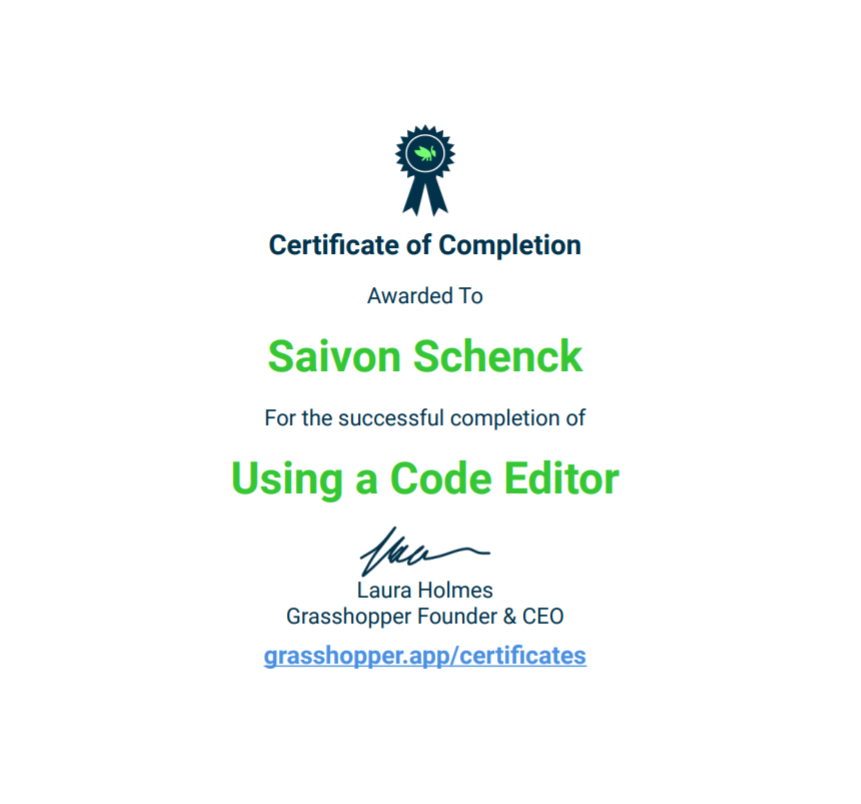 Certificate of Completion
Awarded To
Saivon Schenck
For the successful completion of
Using a Code Editor
Laura Holmes
Grasshopper Founder & CEO
grasshopper.app/certificates